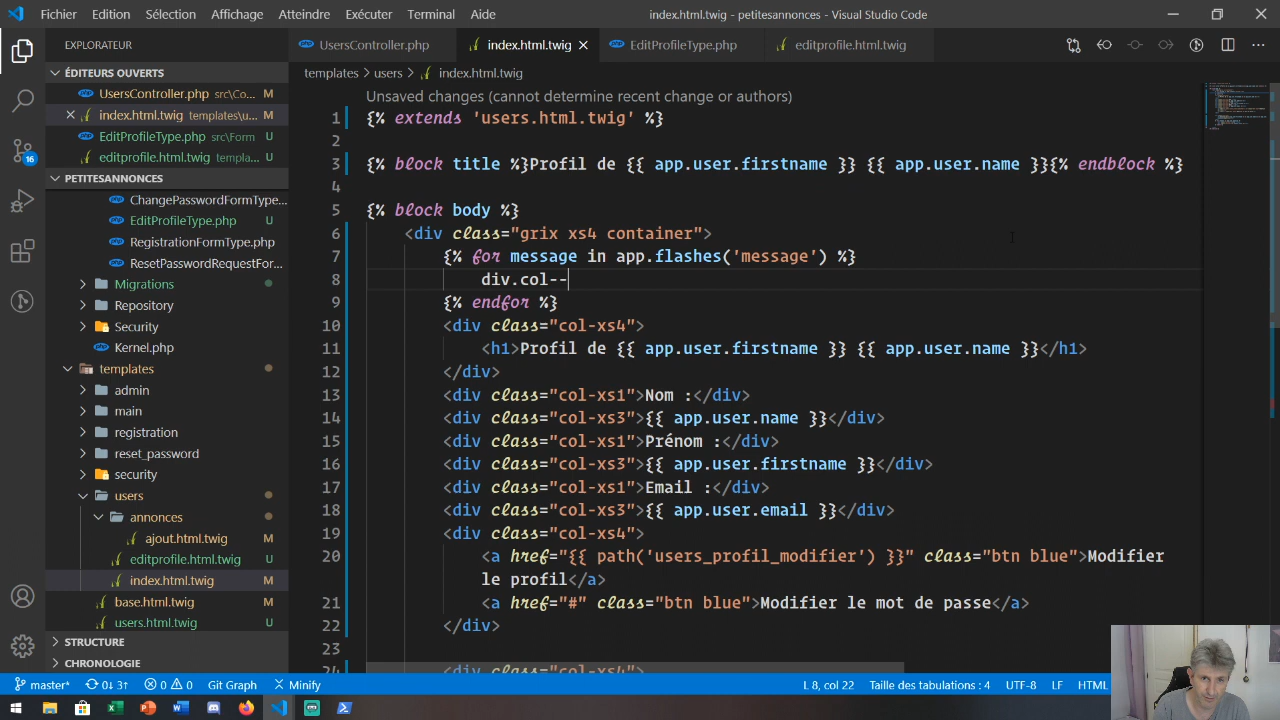 Fichier Edition Sélection Affichage Atteindre Exécuter Terminal Aide
index.html.twig - petitesannonces - Visual Studio Code
EXPLORATEUR
UsersController.php
index.html.twig
EditProfileType.php
editprofile.html.twig
ÉDITEURS OUVERTS
UsersController.php src\Co... M
index.html.twig templates\u... M
EditProfileType.php src\Form U
editprofile.html.twig templa... U
PETITESANNONCES
ChangePasswordFormType...
EditProfileType.php U
RegistrationFormType.php
ResetPasswordRequestFor...
Migrations
Repository
Security
Kernel.php
templates
admin
main
registration
reset_password
security
users
annonces
ajout.html.twig M
editprofile.html.twig U
index.html.twig M
base.html.twig M
users.html.twig U
STRUCTURE
CHRONOLOGIE
16
templates > users > index.html.twig
Unsaved changes (cannot determine recent change or authors)
1 {% extends 'users.html.twig' %}
2
3 {% block title %}Profil de {{ app.user.firstname }} {{ app.user.name }}{% endblock %}
4
5 {% block body %}
6 <div class="grix xs4 container">
7 {% for message in app.flashes('message') %}
8 div.col--
9 {% endfor %}
10 <div class="col-xs4">
11 <h1>Profil de {{ app.user.firstname }} {{ app.user.name }}</h1>
12 </div>
13 <div class="col-xs1">Nom :</div>
14 <div class="col-xs3">{{ app.user.name }}</div>
15 <div class="col-xs1">Prénom :</div>
16 <div class="col-xs3">{{ app.user.firstname }}</div>
17 <div class="col-xs1">Email :</div>
18 <div class="col-xs3">{{ app.user.email }}</div>
19 <div class="col-xs4">
20 <a href="{{ path('users_profil_modifier') }}" class="btn blue">Modifier
le profil</a>
21 <a href="#" class="btn blue">Modifier le mot de passe</a>
22 </div>
23
24 <div class="col-xs4">
master* 0↓ 3↑ 0 0 Git Graph Minify
L 8, col 22 Taille des tabulations : 4 UTF-8 LF HTML